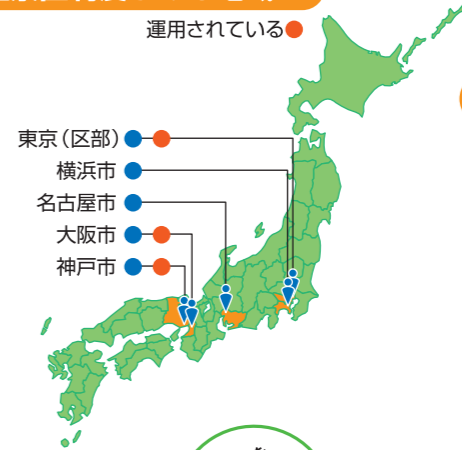 運用されている
東京（区部）
横浜市
名古屋市
大阪市
神戸市